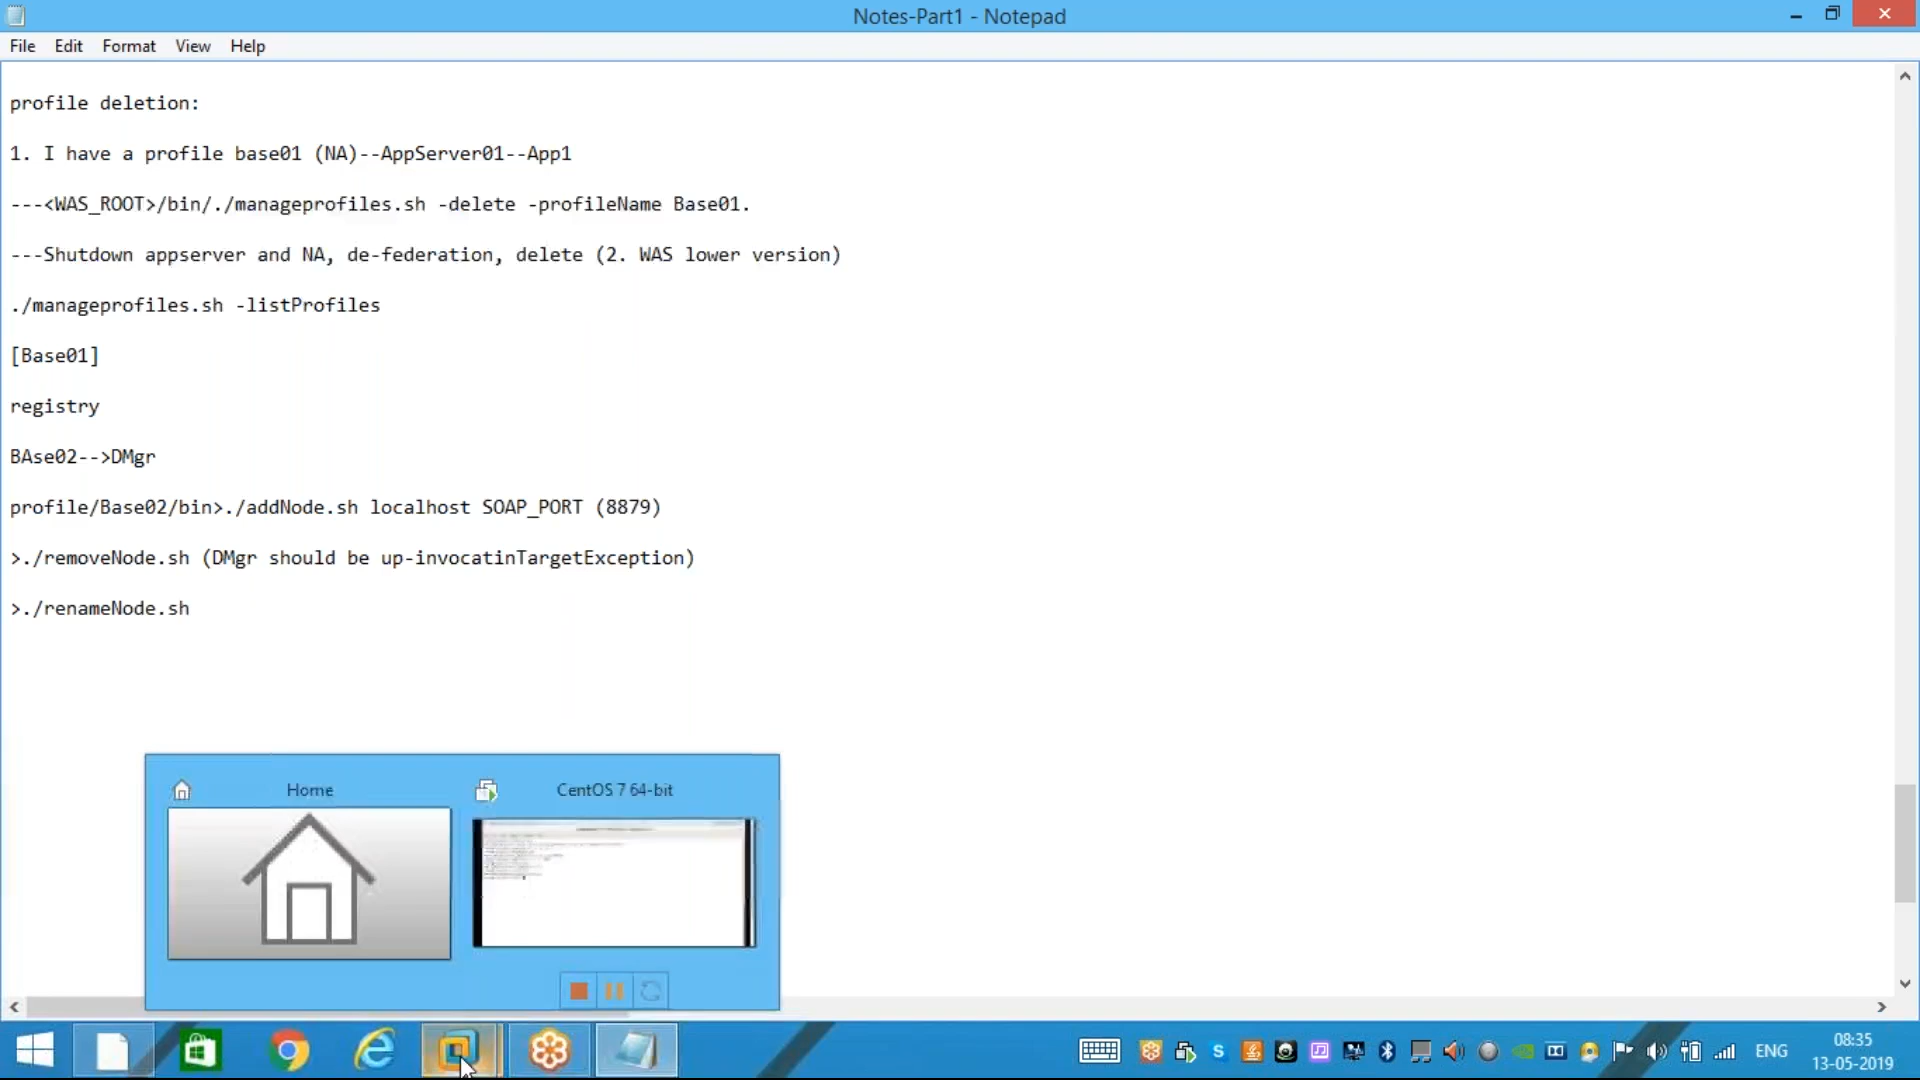 Notes-Part1 - Notepad
File Edit Format View Help
profile deletion:
1. I have a profile base01 (NA)--AppServer01--App1
---<WAS_ROOT>/bin/./manageprofiles.sh -delete -profileName Base01.
---Shutdown appserver and NA, de-federation, delete (2. WAS lower version)
./manageprofiles.sh -listProfiles
[Base01]
registry
BAse02-->DMgr
profile/Base02/bin>./addNode.sh localhost SOAP_PORT (8879)
>./removeNode.sh (DMgr should be up-invocatinTargetException)
>./renameNode.sh
Home
CentOS 7 64-bit
ENG
08:35
13-05-2019